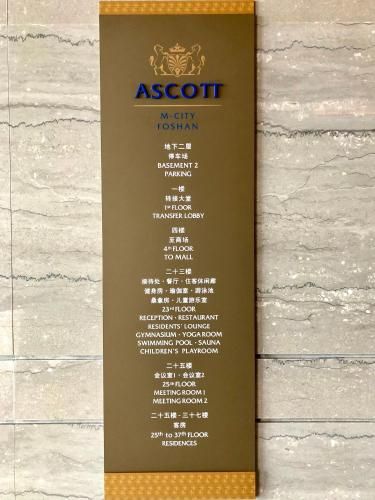 ASCOTT
M-CITY
FOSHAN
地下二层
停车场
BASEMENT 2
PARKING
一楼
转接大堂
1st FLOOR
TRANSFER LOBBY
四楼
至商场
4th FLOOR
TO MALL
二十三楼
接待处·餐厅·住客休闲廊
健身房·瑜伽室·游泳池
桑拿房·儿童游乐室
23rd FLOOR
RECEPTION · RESTAURANT
RESIDENTS' LOUNGE
GYMNASIUM · YOGA ROOM
SWIMMING POOL · SAUNA
CHILDREN'S PLAYROOM
二十五楼
会议室1·会议室2
25th FLOOR
MEETING ROOM 1
MEETING ROOM 2
二十五楼-三十七楼
客房
25th to 37th FLOOR
RESIDENCES